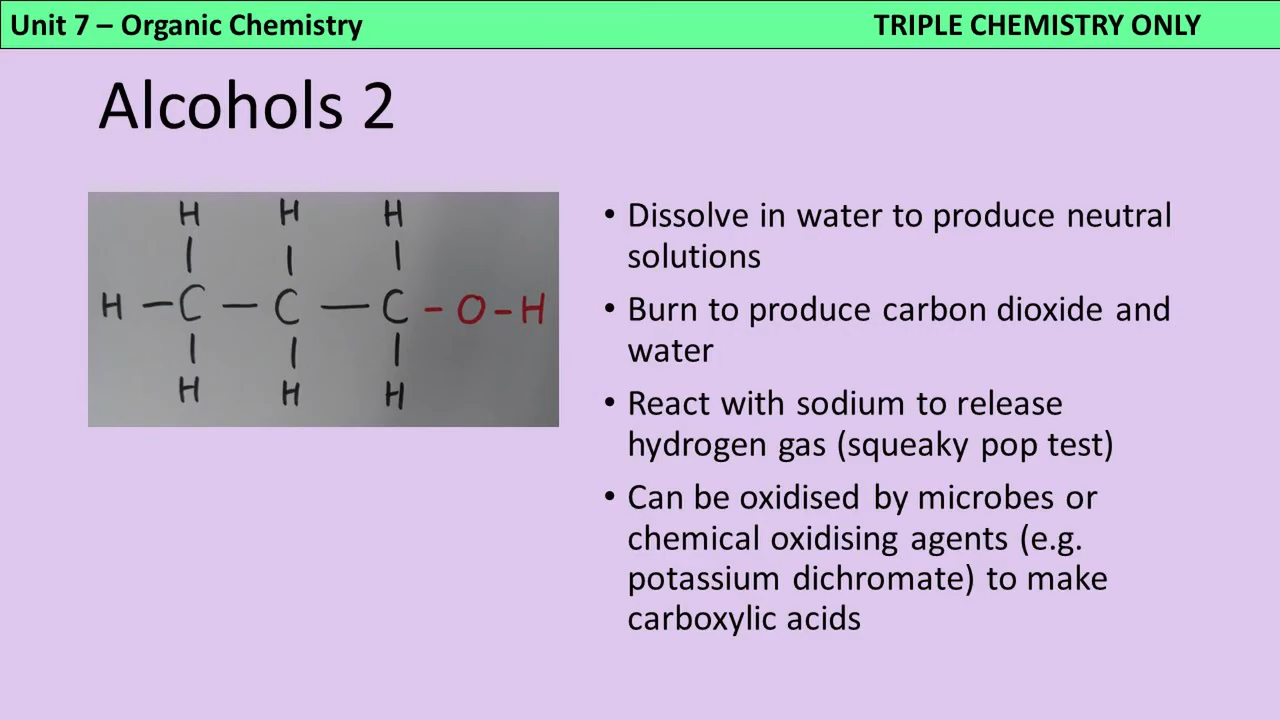 Unit 7 – Organic Chemistry TRIPLE CHEMISTRY ONLY
Alcohols 2
H H H
H – C – C – C – O – H
H H H
• Dissolve in water to produce neutral
solutions
• Burn to produce carbon dioxide and
water
• React with sodium to release
hydrogen gas (squeaky pop test)
• Can be oxidised by microbes or
chemical oxidising agents (e.g.
potassium dichromate) to make
carboxylic acids